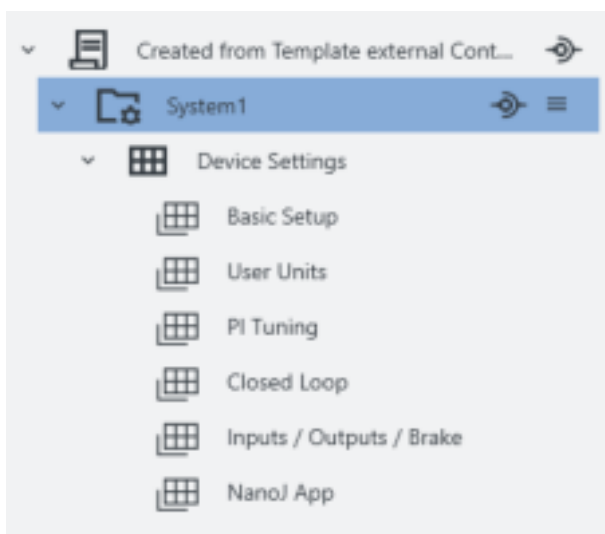 Created from Template external Cont...
System1
Device Settings
Basic Setup
User Units
PI Tuning
Closed Loop
Inputs / Outputs / Brake
NanoJ App